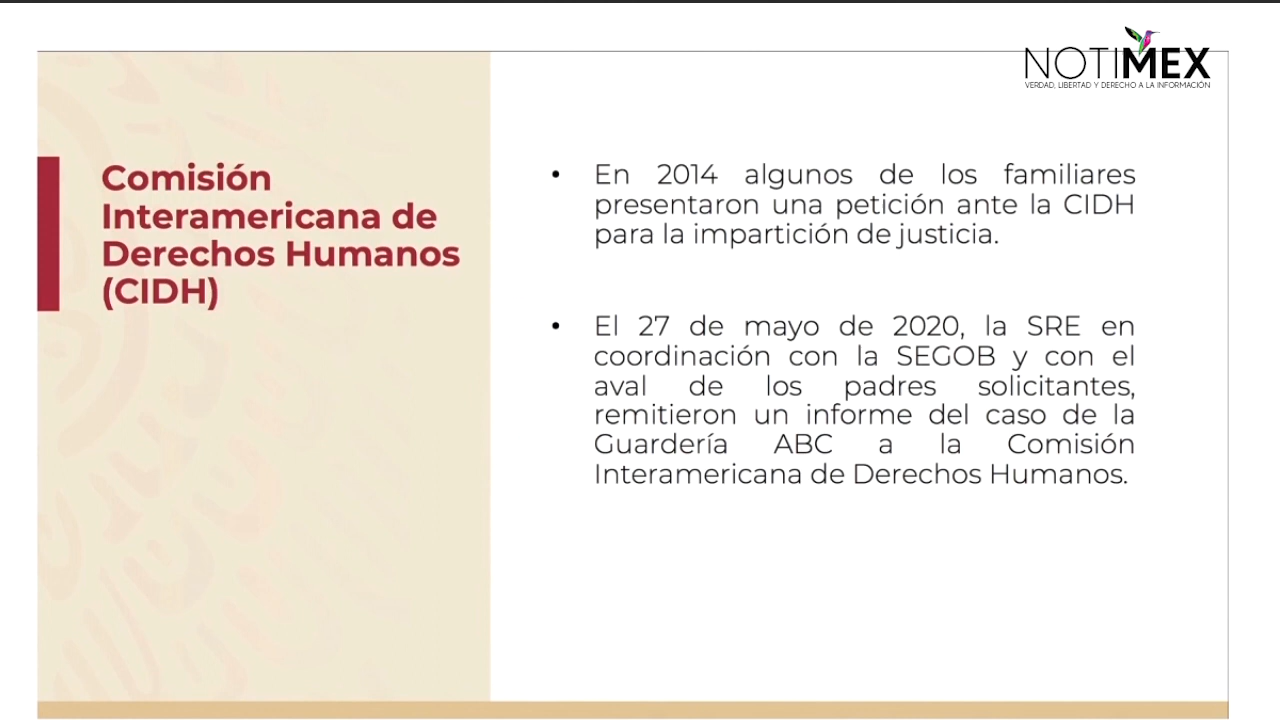 NOTIMEX
VERDAD, LIBERTAD Y DERECHO A LA INFORMACIÓN
Comisión
Interamericana de
Derechos Humanos
(CIDH)
• En 2014 algunos de los familiares
presentaron una petición ante la CIDH
para la impartición de justicia.
• El 27 de mayo de 2020, la SRE en
coordinación con la SEGOB y con el
aval de los padres solicitantes,
remitieron un informe del caso de la
Guardería ABC a la Comisión
Interamericana de Derechos Humanos.